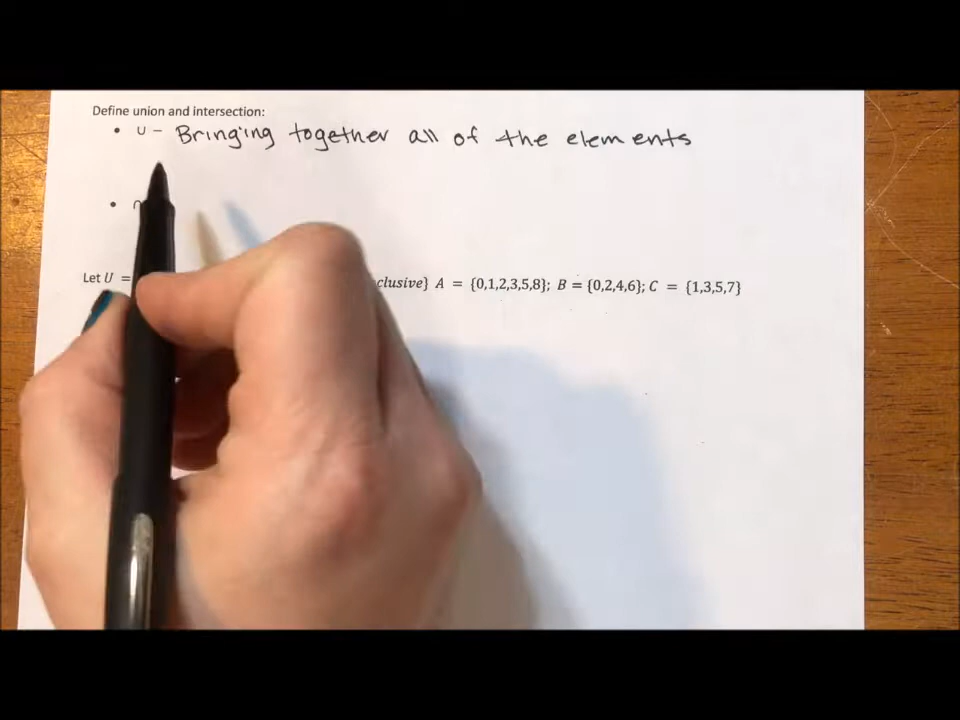 Define union and intersection:
• ∪ – Bringing together all of the elements
• ∩
Let U = clusive} A = {0,1,2,3,5,8}; B = {0,2,4,6}; C = {1,3,5,7}